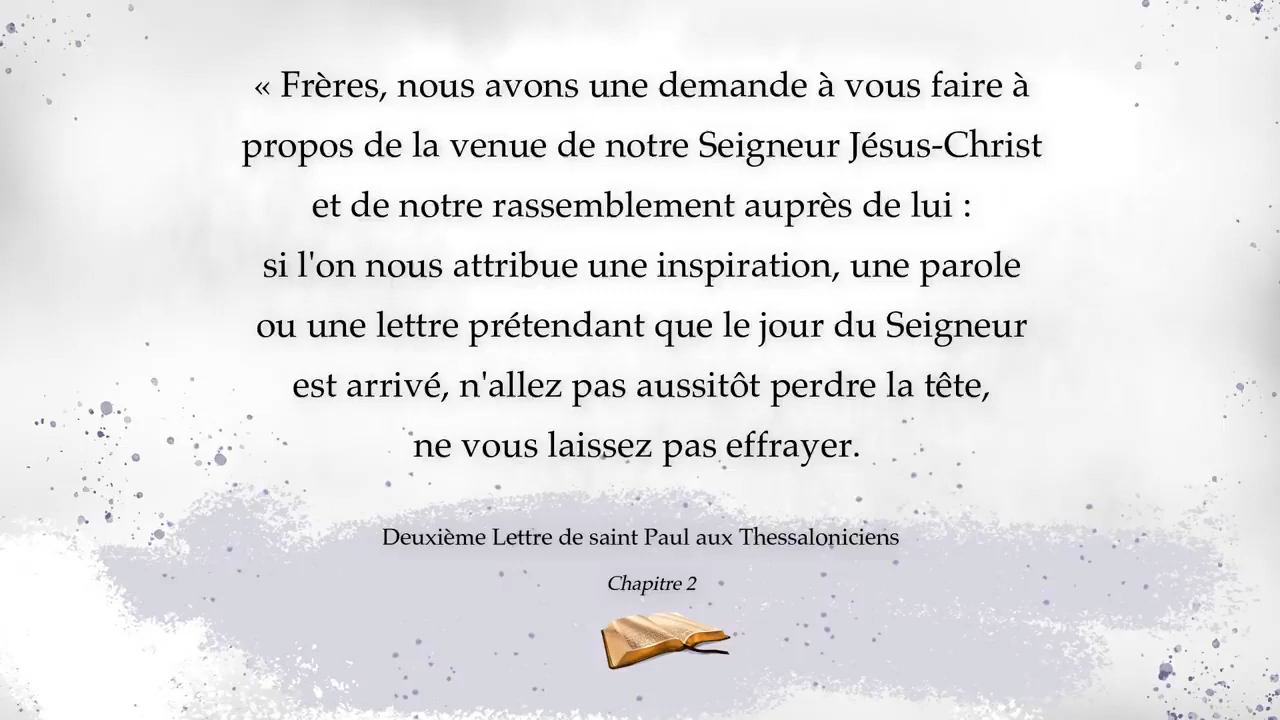 « Frères, nous avons une demande à vous faire à
propos de la venue de notre Seigneur Jésus-Christ
et de notre rassemblement auprès de lui :
si l'on nous attribue une inspiration, une parole
ou une lettre prétendant que le jour du Seigneur
est arrivé, n'allez pas aussitôt perdre la tête,
ne vous laissez pas effrayer.
Deuxième Lettre de saint Paul aux Thessaloniciens
Chapitre 2